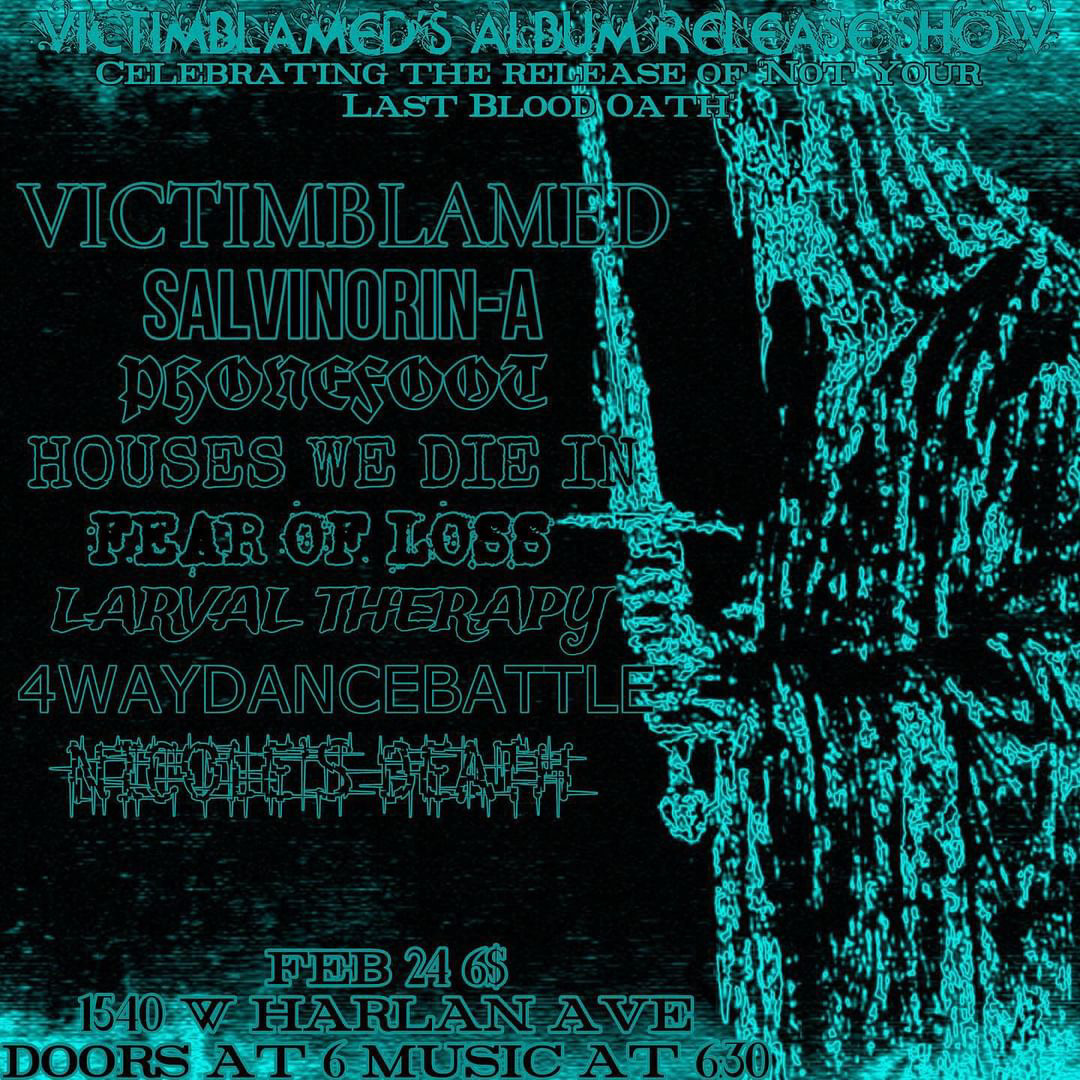 VICTIMBLAMED'S ALBUM RELEASE SHOW
CELEBRATING THE RELEASE OF 'NOT YOUR
LAST BLOOD OATH'
VICTIMBLAMED
SALVINORIN-A
PHONEFOOT
HOUSES WE DIE IN
FEAR OF LOSS
LARVAL THERAPY
4WAYDANCEBATTLE
NICOLE'S DEATH
FEB 24 6$
1540 W HARLAN AVE
DOORS AT 6 MUSIC AT 630